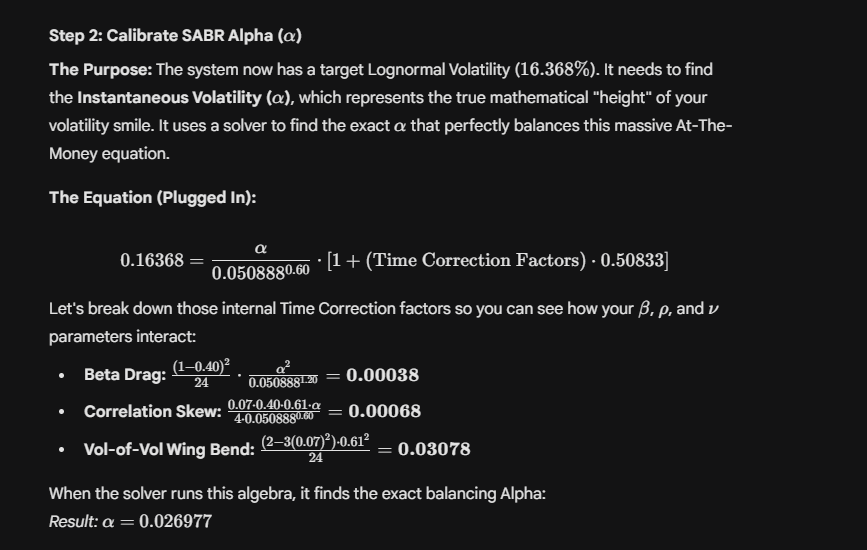 Step 2: Calibrate SABR Alpha (α)
The Purpose: The system now has a target Lognormal Volatility (16.368%). It needs to find
the Instantaneous Volatility (α), which represents the true mathematical "height" of your
volatility smile. It uses a solver to find the exact α that perfectly balances this massive At-The-
Money equation.
The Equation (Plugged In):
0.16368 = α / 0.050888^0.60 · [1 + (Time Correction Factors) · 0.50833]
Let's break down those internal Time Correction factors so you can see how your β, ρ, and ν
parameters interact:
• Beta Drag: (1−0.40)² / 24 · α² / 0.050888^1.20 = 0.00038
• Correlation Skew: 0.07·0.40·0.61·α / 4·0.050888^0.60 = 0.00068
• Vol-of-Vol Wing Bend: (2−3(0.07)²)·0.61² / 24 = 0.03078
When the solver runs this algebra, it finds the exact balancing Alpha:
Result: α = 0.026977